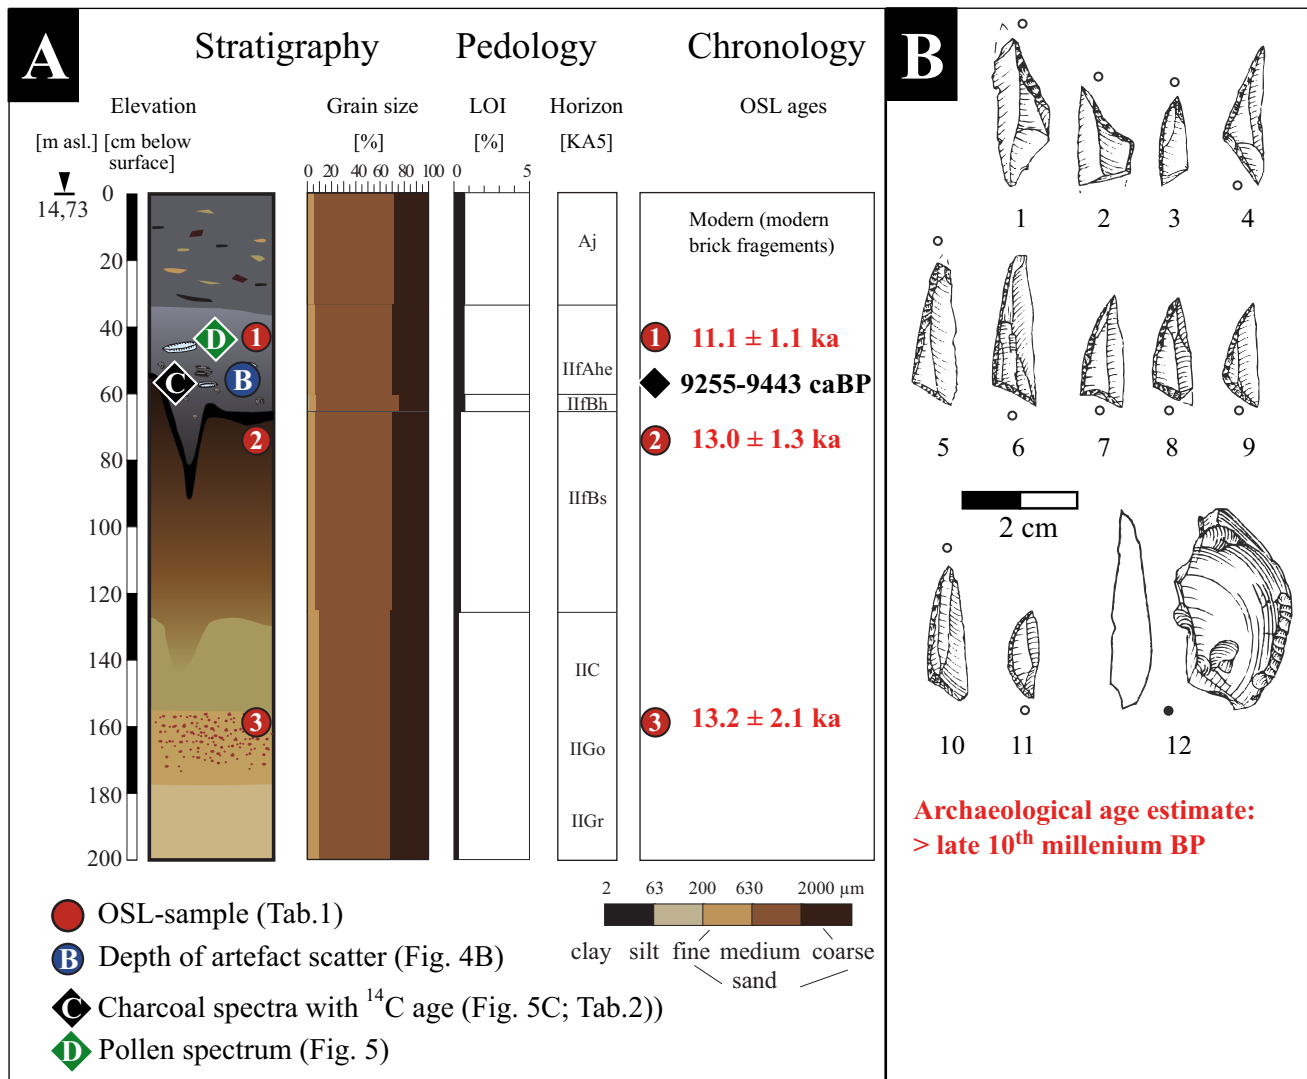 A
Stratigraphy
Pedology
Chronology
Elevation
Grain size
LOI
Horizon
OSL ages
[m asl.] [cm below
surface]
[%]
[%]
[KA5]
0 20 40 60 80 100
0 5
14,73
0
20
40
60
80
100
120
140
160
180
200
D
1
B
C
2
3
Aj
IIfAhe
IIfBh
IIfBs
IIC
IIGo
IIGr
Modern (modern
brick fragements)
1 11.1 ± 1.1 ka
9255-9443 caBP
2 13.0 ± 1.3 ka
3 13.2 ± 2.1 ka
2 63 200 630 2000 µm
clay silt fine medium coarse
sand
OSL-sample (Tab.1)
B Depth of artefact scatter (Fig. 4B)
C Charcoal spectra with 14C age (Fig. 5C; Tab.2))
D Pollen spectrum (Fig. 5)
B
1 2 3 4
5 6 7 8 9
2 cm
10 11 12
Archaeological age estimate:
> late 10th millenium BP